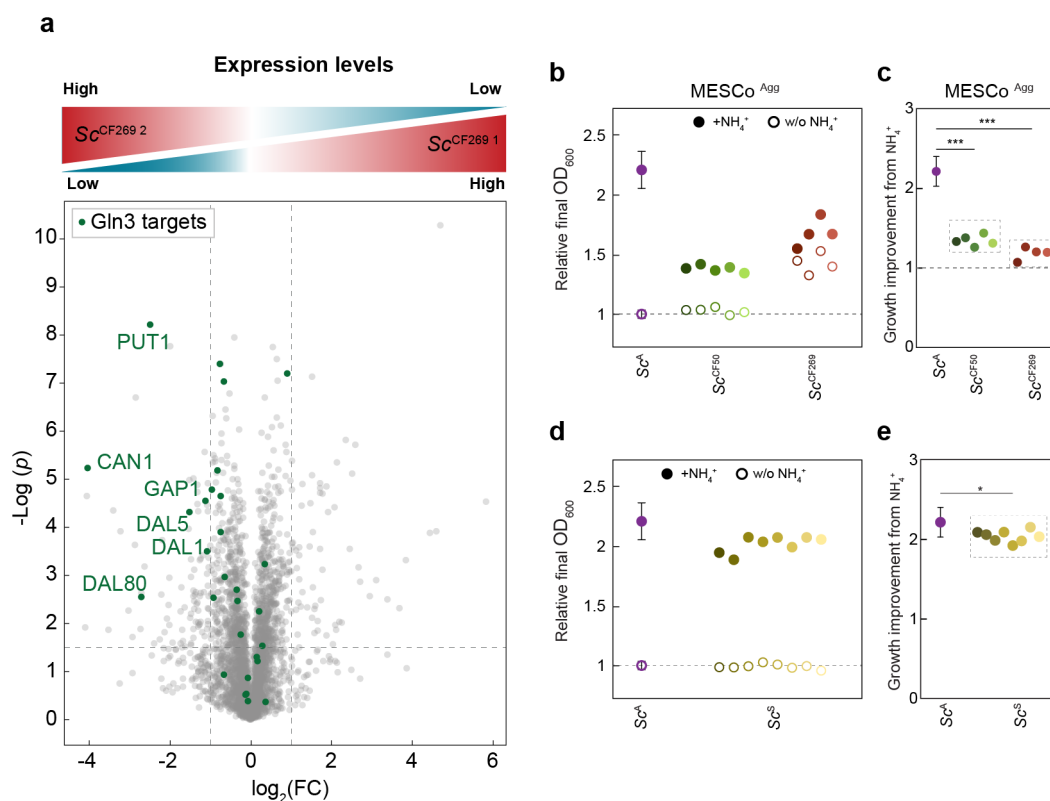 a
Expression levels
High
Low
Sc^CF269 2
Sc^CF269 1
Low
High
Gln3 targets
10
9
8
7
6
5
4
3
2
1
0
PUT1
CAN1
GAP1
DAL5
DAL1
DAL80
-Log (p)
-4
-2
0
2
4
6
log₂(FC)
b
MESCo Agg
+NH₄⁺
w/o NH₄⁺
2.5
2
1.5
1
Relative final OD₆₀₀
Sc^A
Sc^CF50
Sc^CF269
c
MESCo Agg
3
2
1
0
***
***
Growth improvement from NH₄⁺
Sc^A
Sc^CF50
Sc^CF269
d
+NH₄⁺
w/o NH₄⁺
2.5
2
1.5
1
Relative final OD₆₀₀
Sc^A
Sc^S
e
3
2
1
0
*
Growth improvement from NH₄⁺
Sc^A
Sc^S